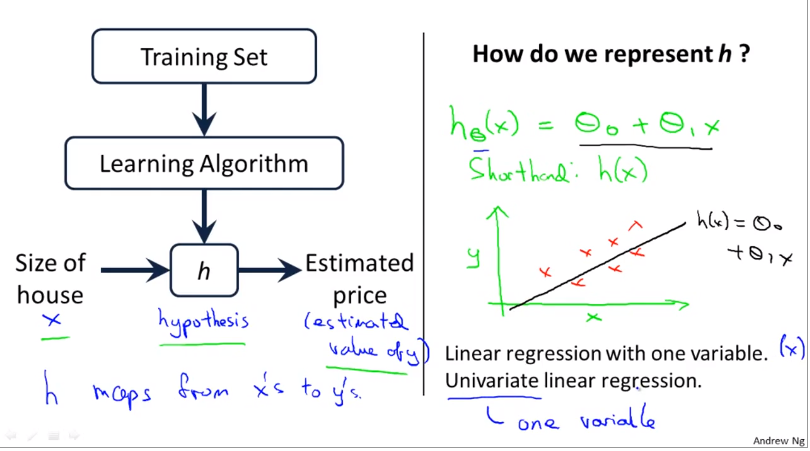 Training Set
Learning Algorithm
Size of
house
h
Estimated
price
x
hypothesis
(estimated
value of y)
h maps from x's to y's.
How do we represent h ?
hθ(x) = θ₀ + θ₁x
Shorthand: h(x)
y
x
h(x) = θ₀
+ θ₁x
Linear regression with one variable. (x)
Univariate linear regression.
one variable
Andrew Ng